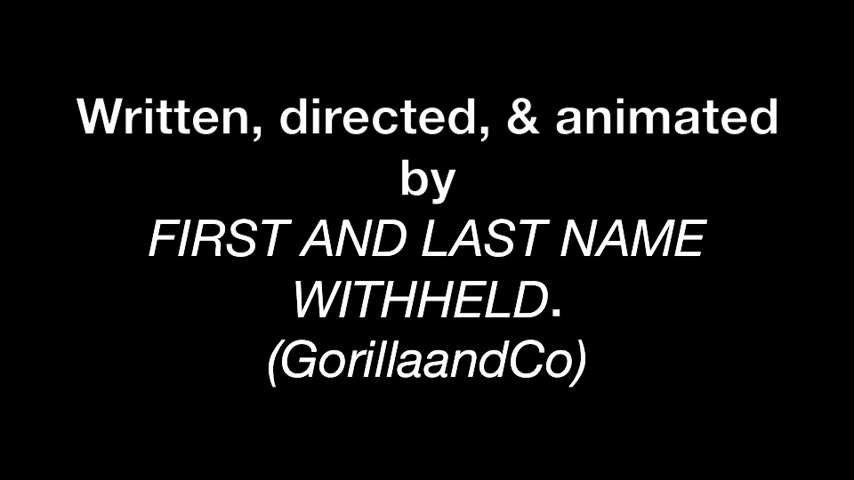 Written, directed, & animated
by
FIRST AND LAST NAME
WITHHELD.
(GorillaandCo)